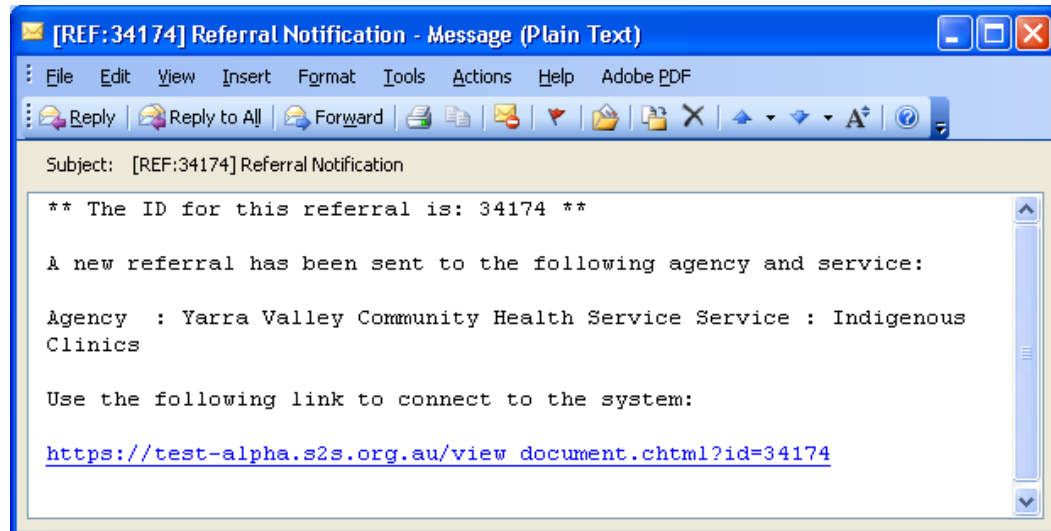 [REF:34174] Referral Notification - Message (Plain Text)
File Edit View Insert Format Tools Actions Help Adobe PDF
Reply Reply to All Forward A
Subject: [REF:34174] Referral Notification
** The ID for this referral is: 34174 **
A new referral has been sent to the following agency and service:
Agency : Yarra Valley Community Health Service Service : Indigenous
Clinics
Use the following link to connect to the system:
https://test-alpha.s2s.org.au/view_document.chtml?id=34174